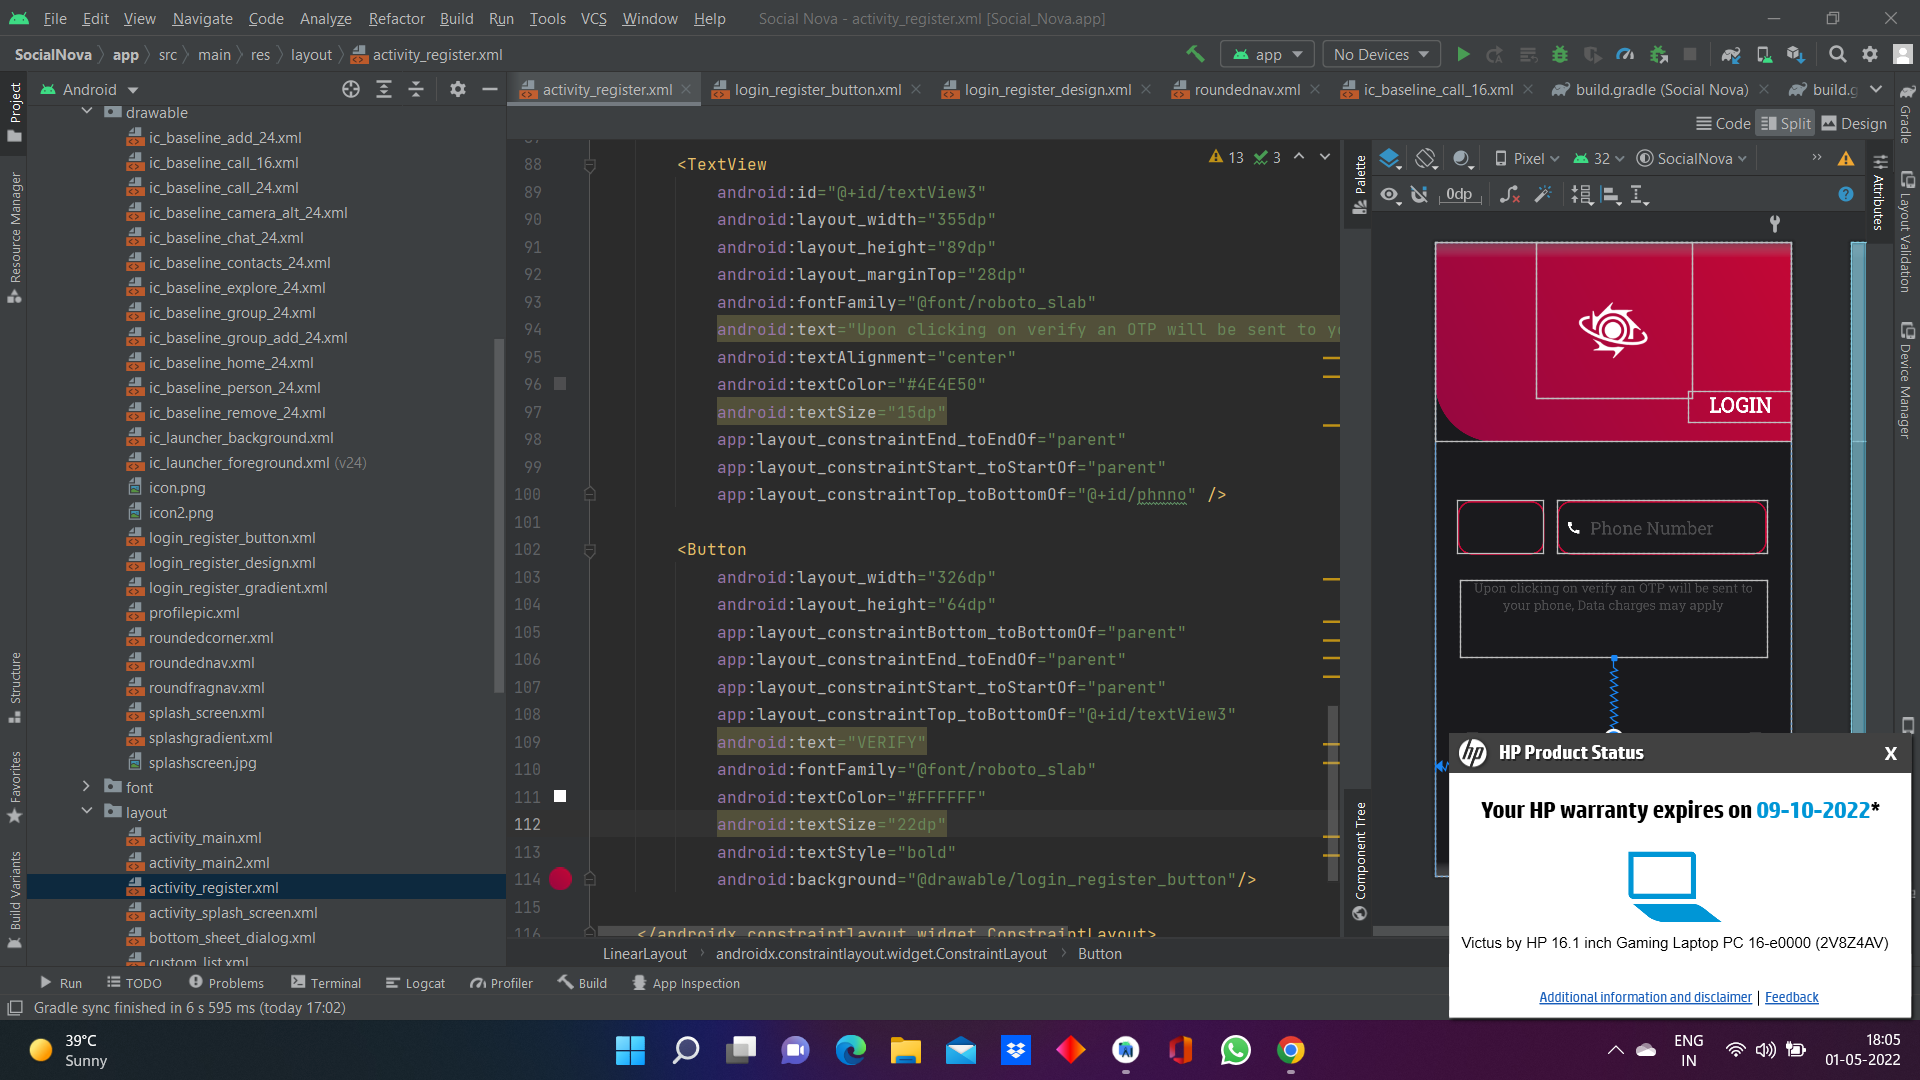 File Edit View Navigate Code Analyze Refactor Build Run Tools VCS Window Help Social Nova - activity_register.xml [Social_Nova.app]
SocialNova app src main res layout activity_register.xml app No Devices
Project
Android
activity_register.xml login_register_button.xml login_register_design.xml roundednav.xml ic_baseline_call_16.xml build.gradle (Social Nova) build.g
Code Split Design
drawable
ic_baseline_add_24.xml
ic_baseline_call_16.xml
ic_baseline_call_24.xml
ic_baseline_camera_alt_24.xml
ic_baseline_chat_24.xml
ic_baseline_contacts_24.xml
ic_baseline_explore_24.xml
ic_baseline_group_24.xml
ic_baseline_group_add_24.xml
ic_baseline_home_24.xml
ic_baseline_person_24.xml
ic_baseline_remove_24.xml
ic_launcher_background.xml
ic_launcher_foreground.xml (v24)
icon.png
icon2.png
login_register_button.xml
login_register_design.xml
login_register_gradient.xml
profilepic.xml
roundedcorner.xml
roundednav.xml
roundfragnav.xml
splash_screen.xml
splashgradient.xml
splashscreen.jpg
font
layout
activity_main.xml
activity_main2.xml
activity_register.xml
activity_splash_screen.xml
bottom_sheet_dialog.xml
custom_list.xml
Resource Manager
Structure
Favorites
Build Variants
13 3
88 <TextView
89 android:id="@+id/textView3"
90 android:layout_width="355dp"
91 android:layout_height="89dp"
92 android:layout_marginTop="28dp"
93 android:fontFamily="@font/roboto_slab"
94 android:text="Upon clicking on verify an OTP will be sent to y
95 android:textAlignment="center"
96 android:textColor="#4E4E50"
97 android:textSize="15dp"
98 app:layout_constraintEnd_toEndOf="parent"
99 app:layout_constraintStart_toStartOf="parent"
100 app:layout_constraintTop_toBottomOf="@+id/phnno" />
101
102 <Button
103 android:layout_width="326dp"
104 android:layout_height="64dp"
105 app:layout_constraintBottom_toBottomOf="parent"
106 app:layout_constraintEnd_toEndOf="parent"
107 app:layout_constraintStart_toStartOf="parent"
108 app:layout_constraintTop_toBottomOf="@+id/textView3"
109 android:text="VERIFY"
110 android:fontFamily="@font/roboto_slab"
111 android:textColor="#FFFFFF"
112 android:textSize="22dp"
113 android:textStyle="bold"
114 android:background="@drawable/login_register_button"/>
115
116 </androidx.constraintlayout.widget.ConstraintLayout>
LinearLayout androidx.constraintlayout.widget.ConstraintLayout Button
Palette
Component Tree
Pixel 32 SocialNova
0dp
LOGIN
Phone Number
Upon clicking on verify an OTP will be sent to
your phone, Data charges may apply
Attributes
Gradle
Layout Validation
Device Manager
hp HP Product Status X
Your HP warranty expires on 09-10-2022*
Victus by HP 16.1 inch Gaming Laptop PC 16-e0000 (2V8Z4AV)
Additional information and disclaimer | Feedback
Run TODO Problems Terminal Logcat Profiler Build App Inspection
Gradle sync finished in 6 s 595 ms (today 17:02)
39°C
Sunny
ENG
IN
18:05
01-05-2022